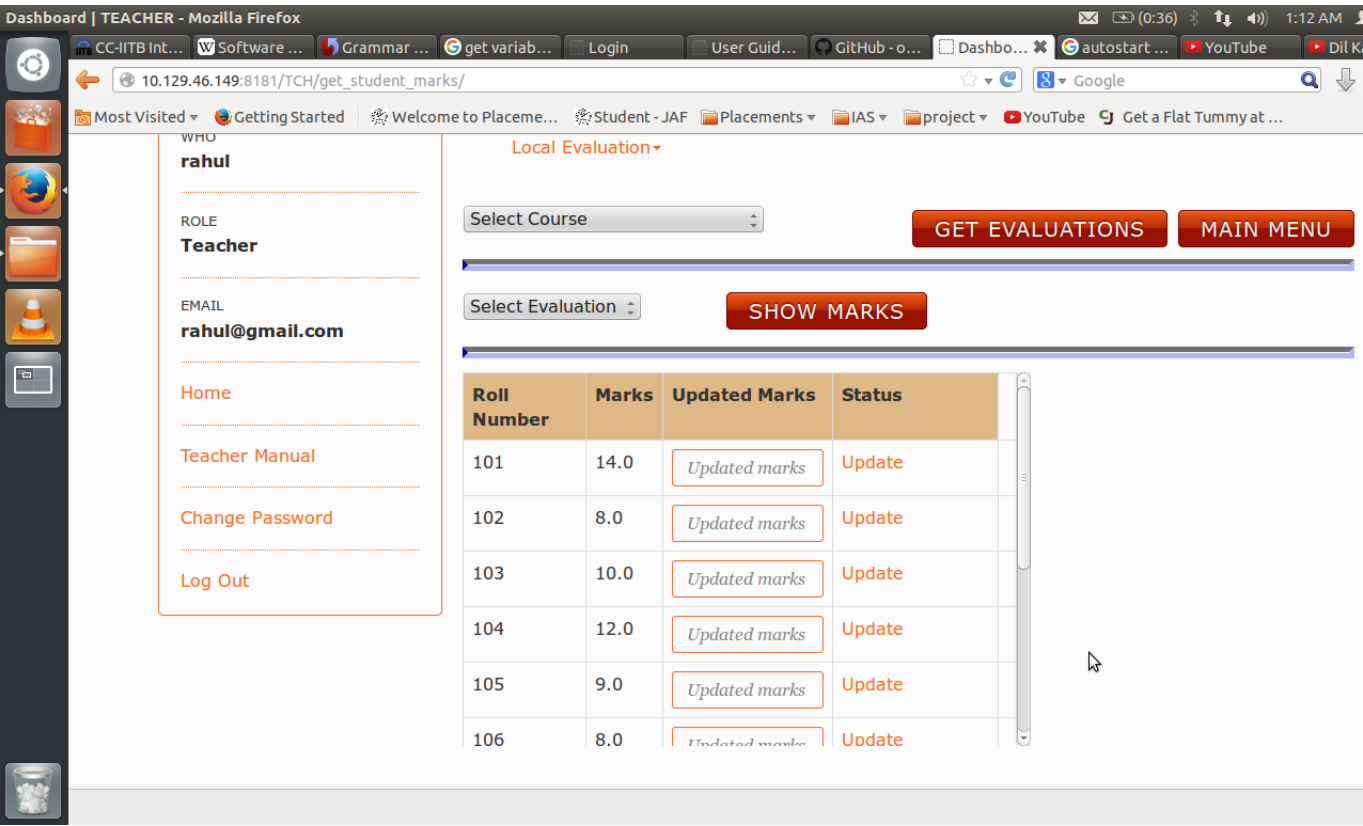 Dashboard | TEACHER - Mozilla Firefox
(0:36) 1:12 AM
CC-IITB Int... Software ... Grammar ... get variab... Login User Guid... GitHub - o... Dashbo... autostart ... YouTube Dil K
10.129.46.149:8181/TCH/get_student_marks/ Google
Most Visited Getting Started Welcome to Placeme... Student - JAF Placements IAS project YouTube Get a Flat Tummy at ...
WHO
rahul
ROLE
Teacher
EMAIL
rahul@gmail.com
Home
Teacher Manual
Change Password
Log Out
Local Evaluation
Select Course GET EVALUATIONS MAIN MENU
Select Evaluation SHOW MARKS
Roll Number Marks Updated Marks Status
101 14.0 Updated marks Update
102 8.0 Updated marks Update
103 10.0 Updated marks Update
104 12.0 Updated marks Update
105 9.0 Updated marks Update
106 8.0 Updated marks Update